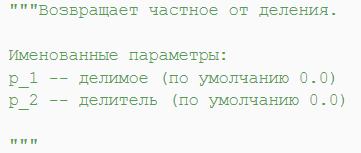 """Возвращает частное от деления.
Именованные параметры:
p_1 -- делимое (по умолчанию 0.0)
p_2 -- делитель (по умолчанию 0.0)
"""